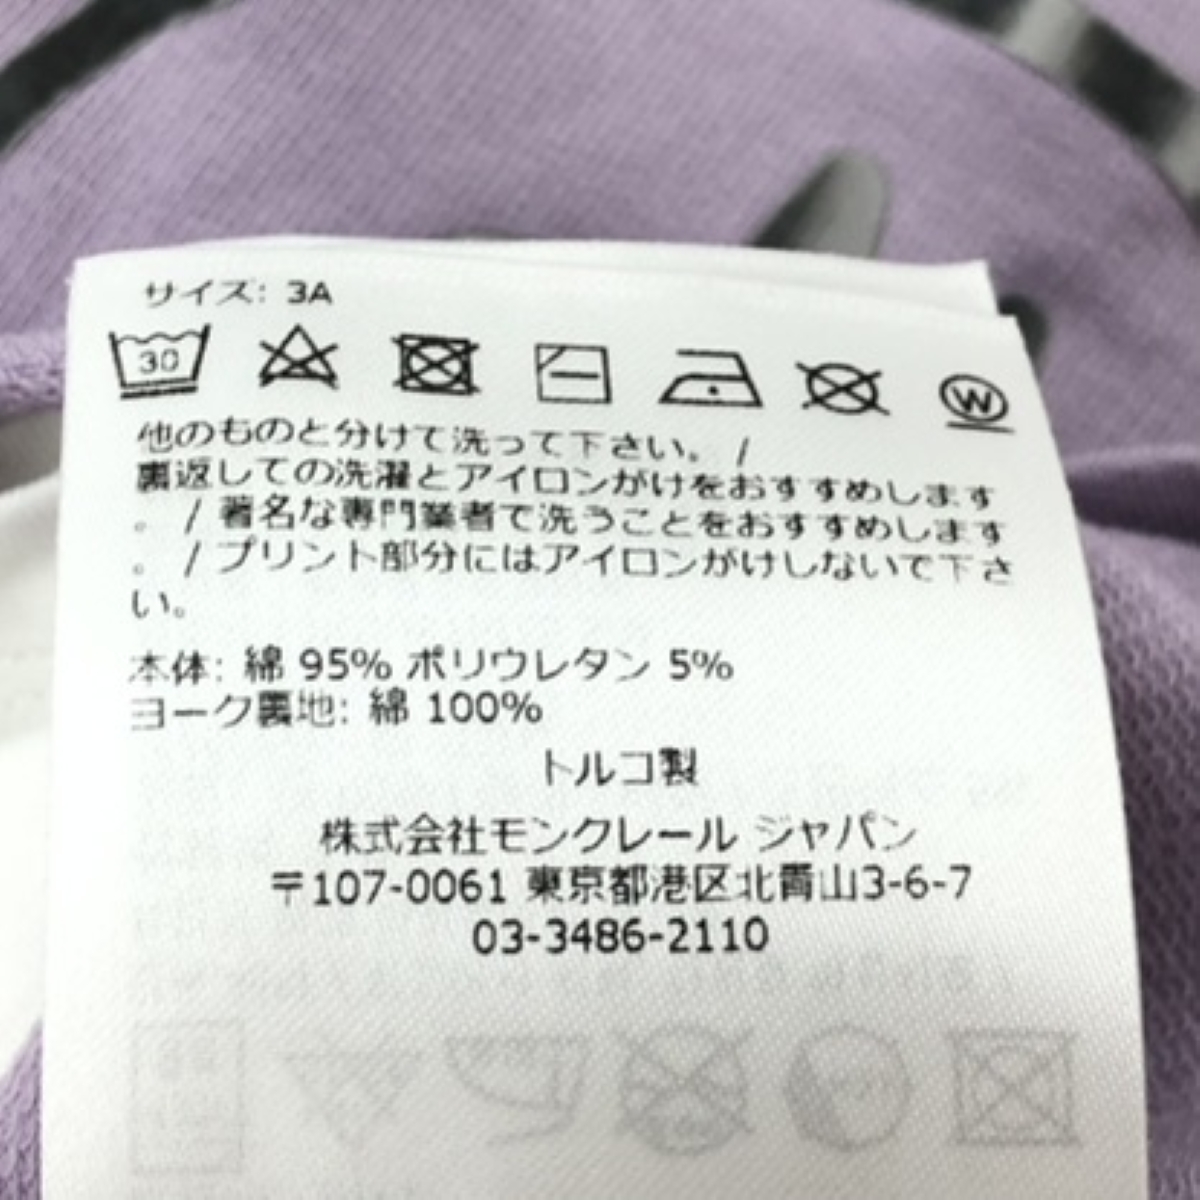 サイズ: 3A
30
W
他のものと分けて洗って下さい。 /
裏返しての洗濯とアイロンがけをおすすめします
。 / 著名な専門業者で洗うことをおすすめします
。 / プリント部分にはアイロンがけしないで下さ
い。
本体: 綿 95% ポリウレタン 5%
ヨーク裏地: 綿 100%
トルコ製
株式会社モンクレール ジャパン
〒107-0061 東京都港区北青山3-6-7
03-3486-2110